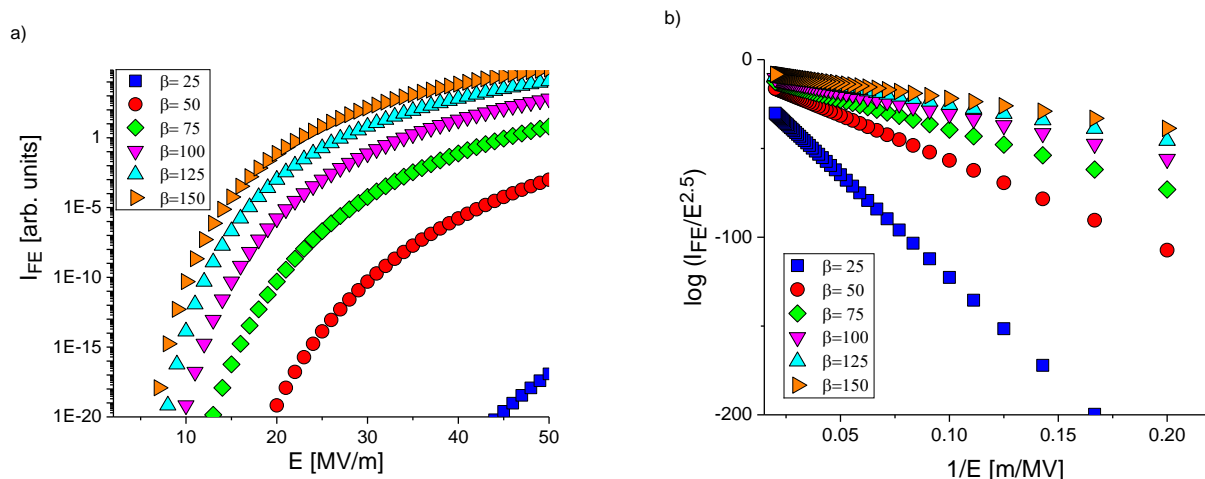 a)
β= 25
β= 50
β= 75
β=100
β=125
β=150
1
1E-5
1E-10
1E-15
1E-20
I_FE [arb. units]
10 20 30 40 50
E [MV/m]
b)
0
-100
-200
log (I_FE/E^2.5)
β= 25
β= 50
β= 75
β=100
β=125
β=150
0.05 0.10 0.15 0.20
1/E [m/MV]